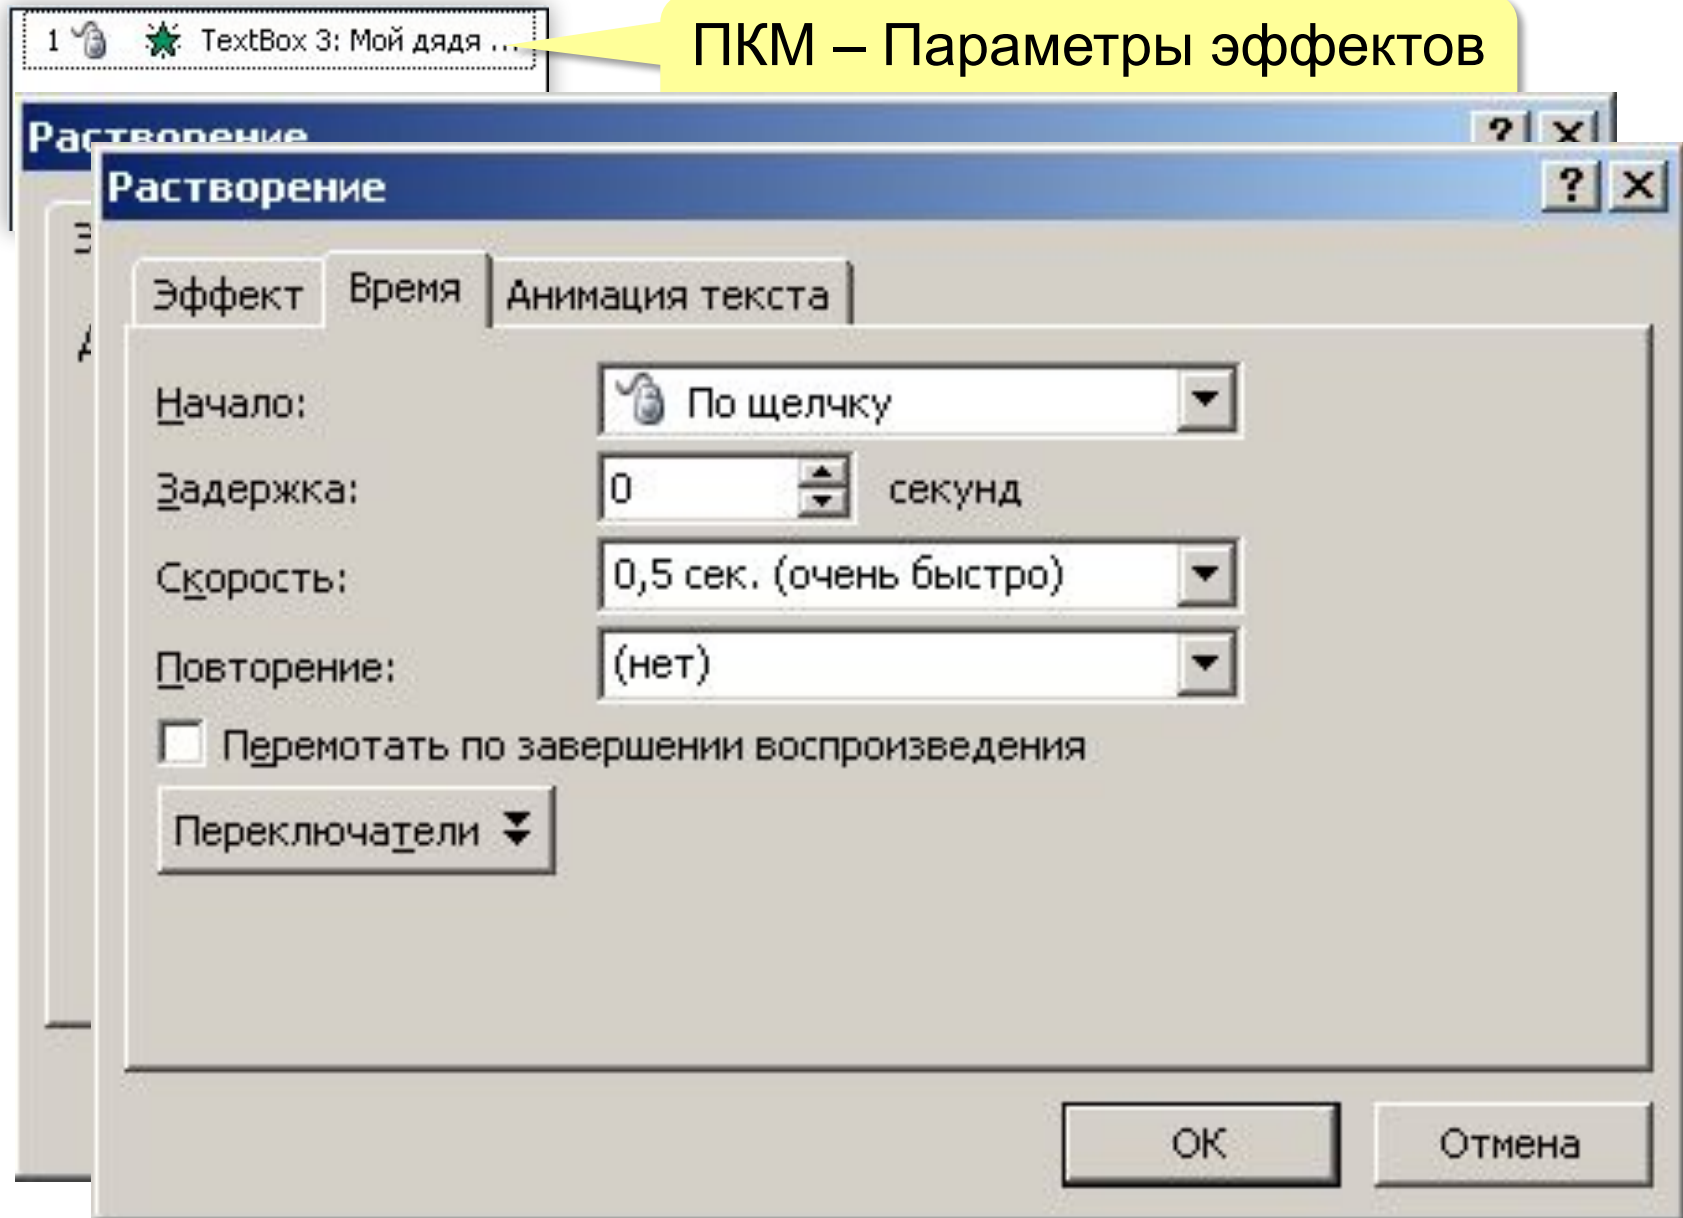 1 TextBox 3: Мой дядя ...
ПКМ – Параметры эффектов
Растворение
Растворение
Эффект Время Анимация текста
Начало: По щелчку
Задержка: 0 секунд
Скорость: 0,5 сек. (очень быстро)
Повторение: (нет)
Перемотать по завершении воспроизведения
Переключатели
ОК Отмена